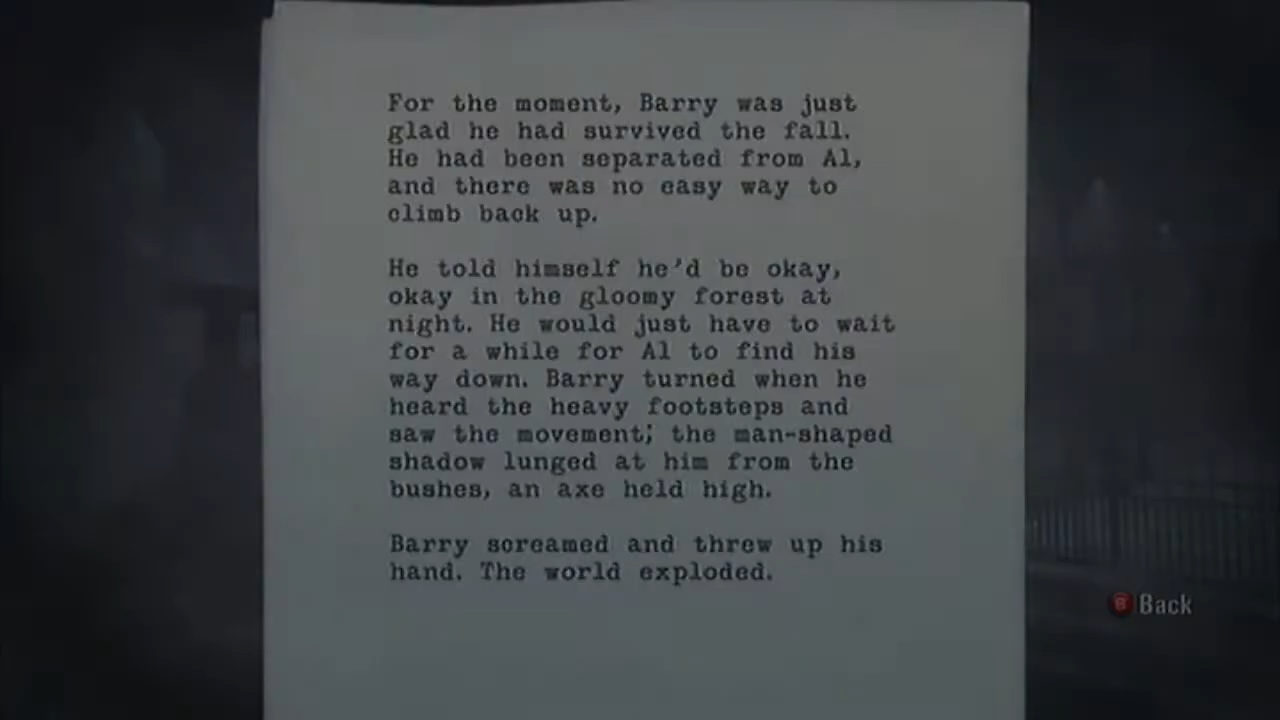 For the moment, Barry was just
glad he had survived the fall.
He had been separated from Al,
and there was no easy way to
climb back up.
He told himself he'd be okay,
okay in the gloomy forest at
night. He would just have to wait
for a while for Al to find his
way down. Barry turned when he
heard the heavy footsteps and
saw the movement; the man-shaped
shadow lunged at him from the
bushes, an axe held high.
Barry screamed and threw up his
hand. The world exploded.
B Back